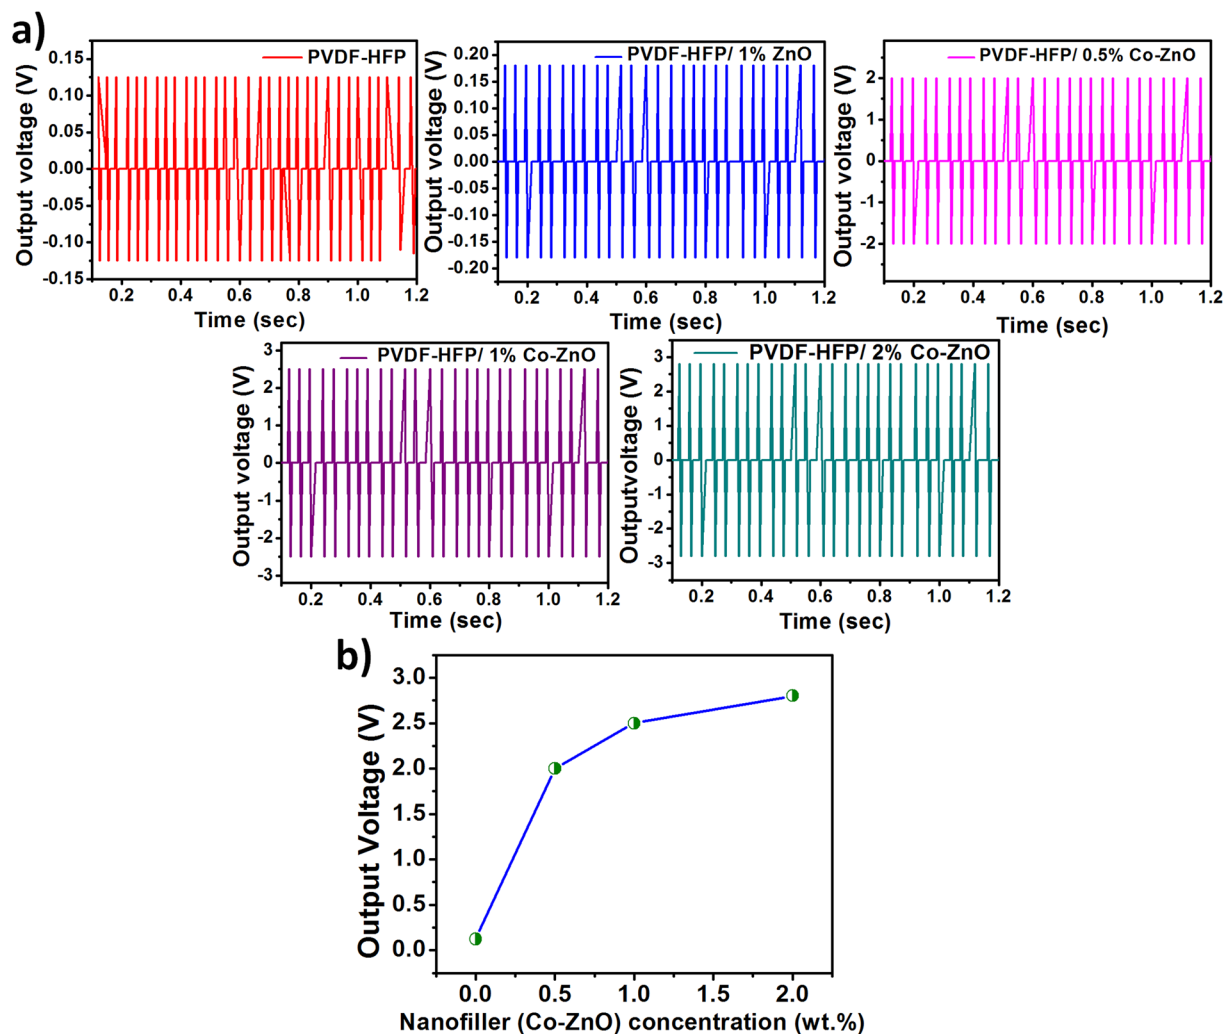 a)
PVDF-HFP
Output voltage (V)
0.15
0.10
0.05
0.00
-0.05
-0.10
-0.15
0.2 0.4 0.6 0.8 1.0 1.2
Time (sec)
PVDF-HFP/ 1% ZnO
Output voltage (V)
0.20
0.15
0.10
0.05
0.00
-0.05
-0.10
-0.15
-0.20
0.2 0.4 0.6 0.8 1.0 1.2
Time (sec)
PVDF-HFP/ 0.5% Co-ZnO
Output voltage (V)
2
1
0
-1
-2
0.2 0.4 0.6 0.8 1.0 1.2
Time (sec)
PVDF-HFP/ 1% Co-ZnO
Output voltage (V)
3
2
1
0
-1
-2
-3
0.2 0.4 0.6 0.8 1.0 1.2
Time (sec)
PVDF-HFP/ 2% Co-ZnO
Outputvoltage (V)
3
2
1
0
-1
-2
-3
0.2 0.4 0.6 0.8 1.0 1.2
Time (sec)
b)
Output Voltage (V)
3.0
2.5
2.0
1.5
1.0
0.5
0.0
0.0 0.5 1.0 1.5 2.0
Nanofiller (Co-ZnO) concentration (wt.%)